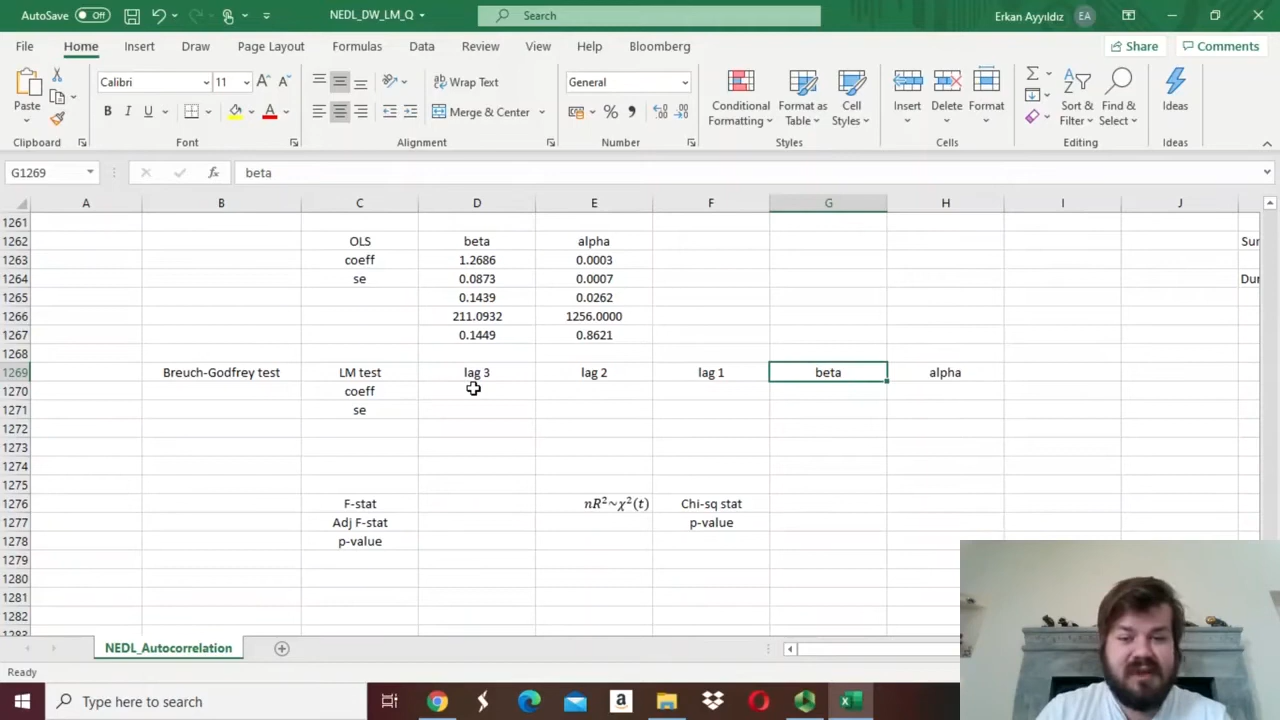 AutoSave Off NEDL_DW_LM_Q Search Erkan Ayyıldız EA
File Home Insert Draw Page Layout Formulas Data Review View Help Bloomberg Share Comments
Paste Calibri 11 Wrap Text General Conditional Formatting Format as Table Cell Styles Insert Delete Format Sort & Filter Find & Select Ideas
B I U Merge & Center
Clipboard Font Alignment Number Styles Cells Editing Ideas
G1269 fx beta
A B C D E F G H I J
1261
1262 OLS beta alpha Sur
1263 coeff 1.2686 0.0003
1264 se 0.0873 0.0007 Dur
1265 0.1439 0.0262
1266 211.0932 1256.0000
1267 0.1449 0.8621
1268
1269 Breuch-Godfrey test LM test lag 3 lag 2 lag 1 beta alpha
1270 coeff
1271 se
1272
1273
1274
1275
1276 F-stat nR²~χ²(t) Chi-sq stat
1277 Adj F-stat p-value
1278 p-value
1279
1280
1281
1282
1283
NEDL_Autocorrelation
Ready
Type here to search